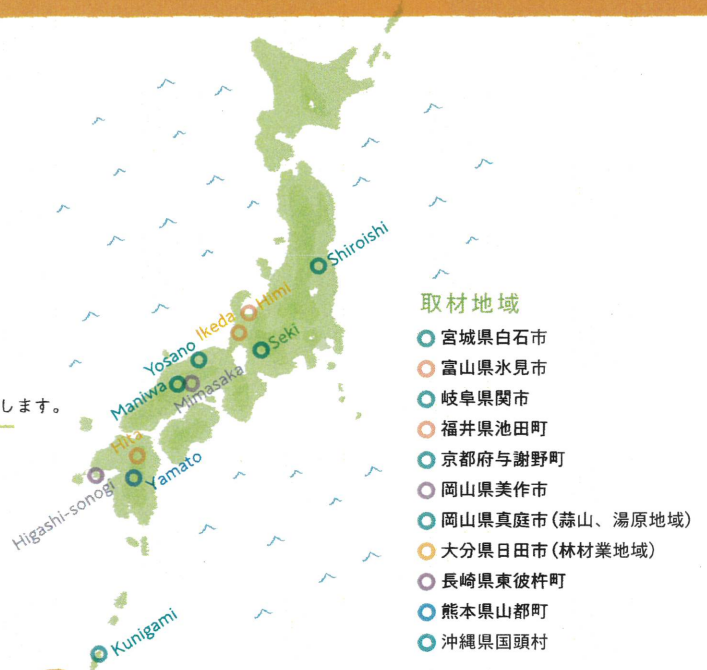 Shiroishi
Himi
Ikeda
Seki
Yosano
Mimasaka
Maniwa
Hita
Yamato
Higashi-sonogi
Kunigami
します。
取材地域
宮城県白石市
富山県氷見市
岐阜県関市
福井県池田町
京都府与謝野町
岡山県美作市
岡山県真庭市(蒜山、湯原地域)
大分県日田市(林材業地域)
長崎県東彼杵町
熊本県山都町
沖縄県国頭村